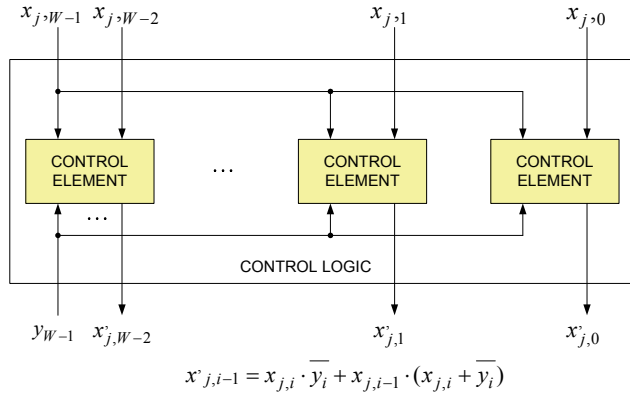 x_{j,W-1} x_{j,W-2} x_{j,1} x_{j,0}
CONTROL ELEMENT
...
CONTROL ELEMENT
CONTROL ELEMENT
...
CONTROL LOGIC
y_{W-1} x'_{j,W-2} x'_{j,1} x'_{j,0}
x'_{j,i-1} = x_{j,i} · \overline{y_i} + x_{j,i-1} · (x_{j,i} + \overline{y_i})